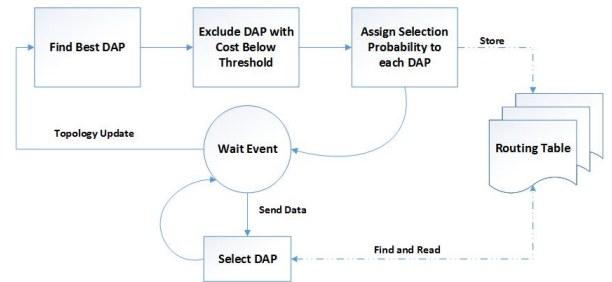 Find Best DAP
Exclude DAP with
Cost Below
Threshold
Assign Selection
Probability to
each DAP
Store
Routing Table
Topology Update
Wait Event
Send Data
Select DAP
Find and Read